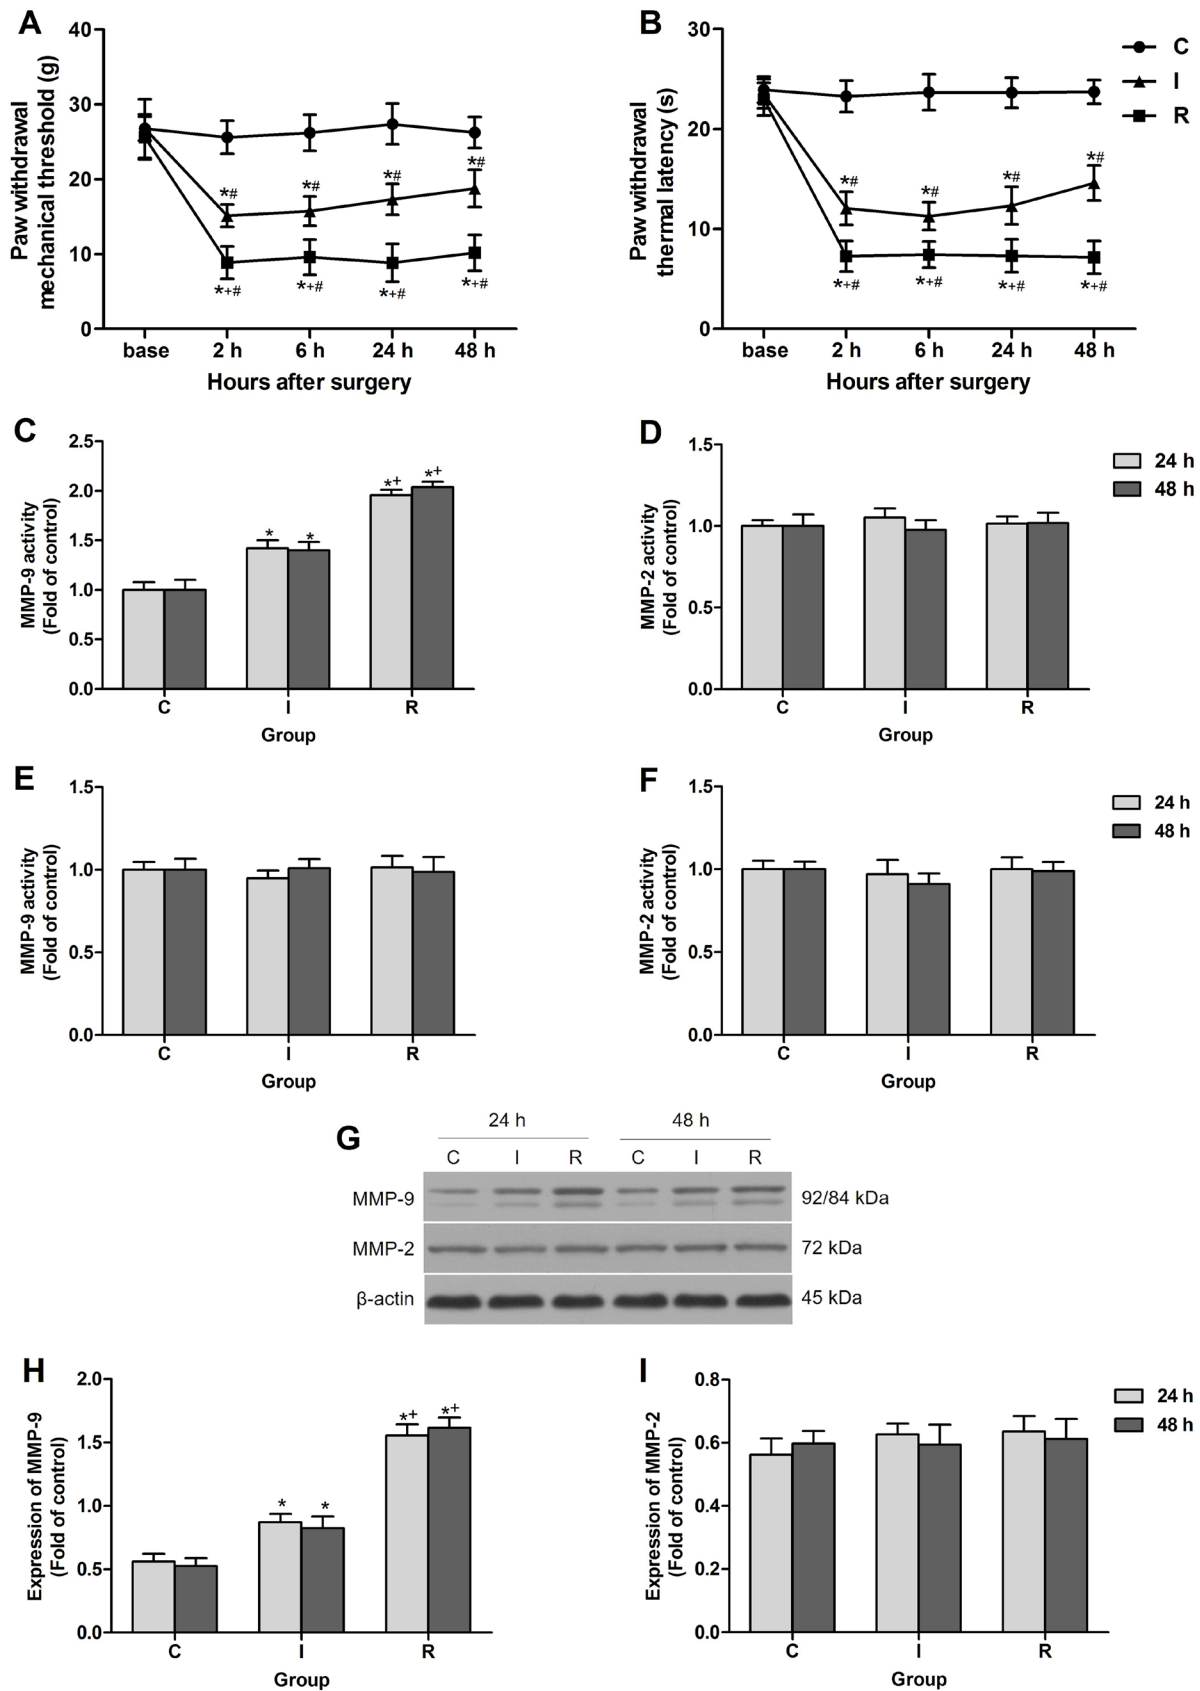 A
Paw withdrawal
mechanical threshold (g)
40
30
20
10
0
*#
*#
*#
*#
*+#
*+#
*+#
*+#
base 2 h 6 h 24 h 48 h
Hours after surgery
B
Paw withdrawal
thermal latency (s)
30
20
10
0
*#
*#
*#
*#
*+#
*+#
*+#
*+#
base 2 h 6 h 24 h 48 h
Hours after surgery
C
I
R
C
MMP-9 activity
(Fold of control)
2.5
2.0
1.5
1.0
0.5
0.0
*
*
*+
*+
C I R
Group
D
MMP-2 activity
(Fold of control)
1.5
1.0
0.5
0.0
C I R
Group
24 h
48 h
E
MMP-9 activity
(Fold of control)
1.5
1.0
0.5
0.0
C I R
Group
F
MMP-2 activity
(Fold of control)
1.5
1.0
0.5
0.0
C I R
Group
24 h
48 h
G
24 h 48 h
C I R C I R
MMP-9 92/84 kDa
MMP-2 72 kDa
β-actin 45 kDa
H
Expression of MMP-9
(Fold of control)
2.0
1.5
1.0
0.5
0.0
*
*
*+
*+
C I R
Group
I
Expression of MMP-2
(Fold of control)
0.8
0.6
0.4
0.2
0.0
C I R
Group
24 h
48 h